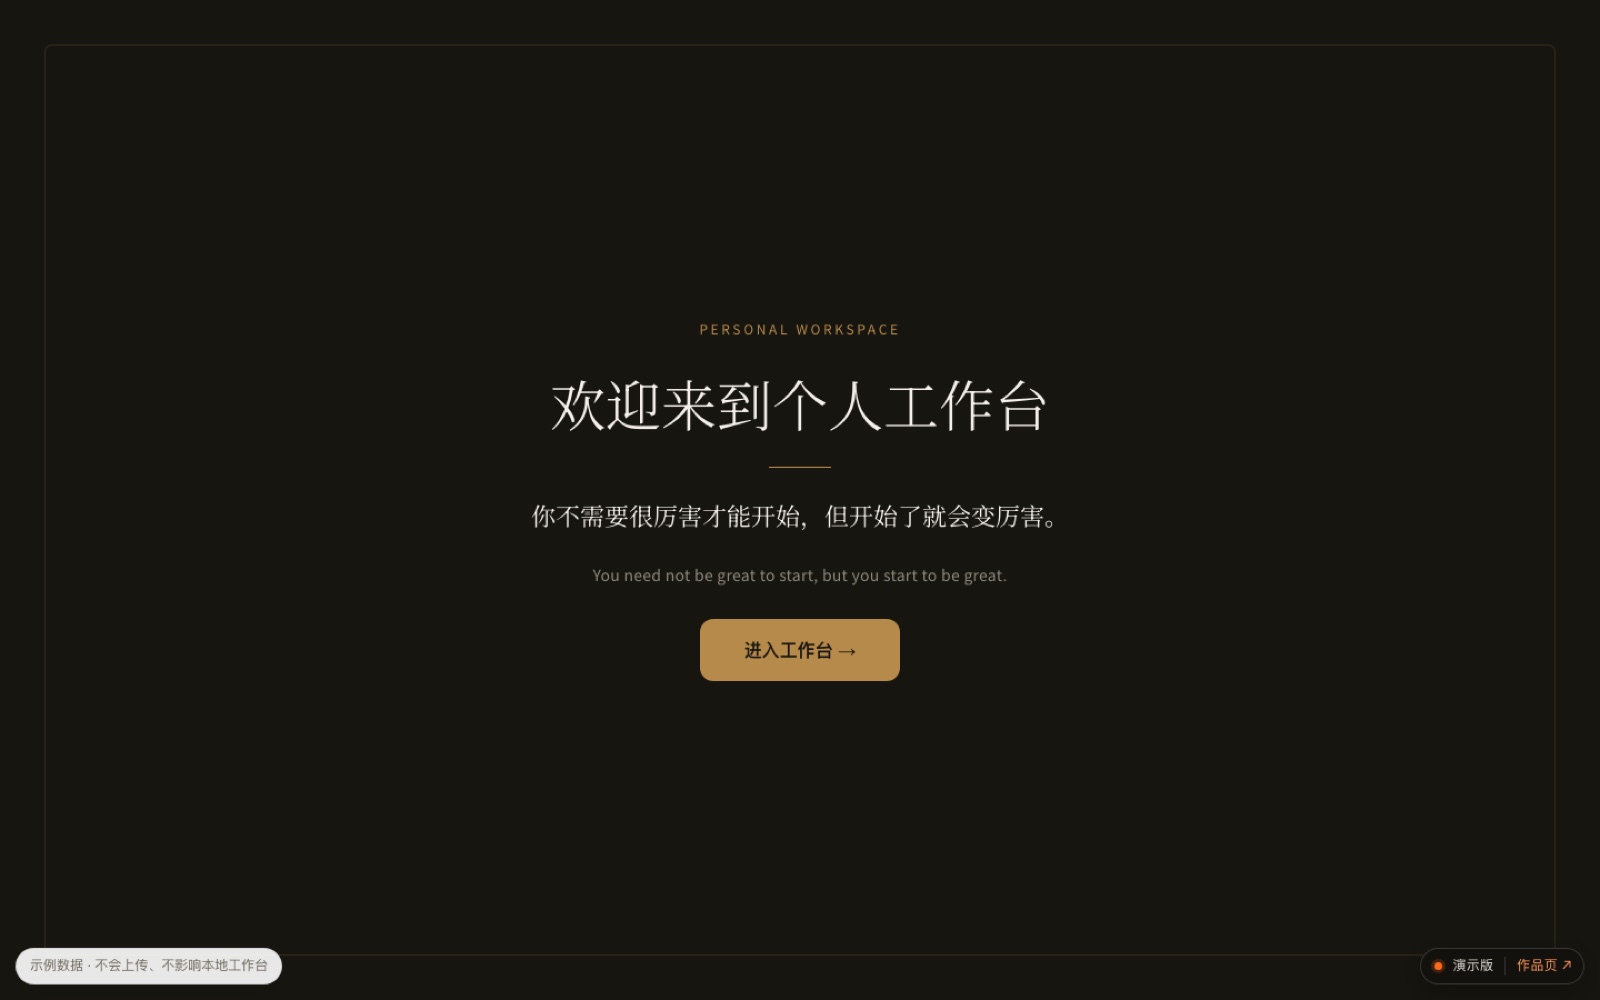 PERSONAL WORKSPACE
欢迎来到个人工作台
你不需要很厉害才能开始，但开始了就会变厉害。
You need not be great to start, but you start to be great.
进入工作台 →
示例数据 · 不会上传、不影响本地工作台
演示版 作品页 ↗